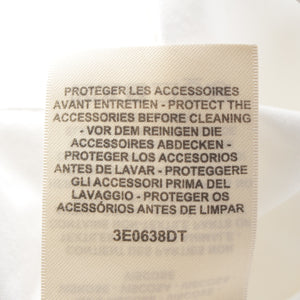 PROTEGER LES ACCESSOIRES
AVANT ENTRETIEN - PROTECT THE
ACCESSORIES BEFORE CLEANING
- VOR DEM REINIGEN DIE
ACCESSOIRES ABDECKEN -
PROTEGER LOS ACCESORIOS
ANTES DE LAVAR - PROTEGGERE
GLI ACCESSORI PRIMA DEL
LAVAGGIO - PROTEGER OS
ACESSÓRIOS ANTES DE LIMPAR
3E0638DT